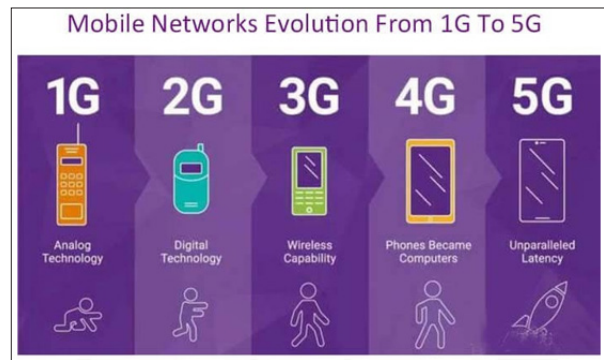 Mobile Networks Evolution From 1G To 5G
1G
2G
3G
4G
5G
Analog
Technology
Digital
Technology
Wireless
Capability
Phones Became
Computers
Unparalleled
Latency